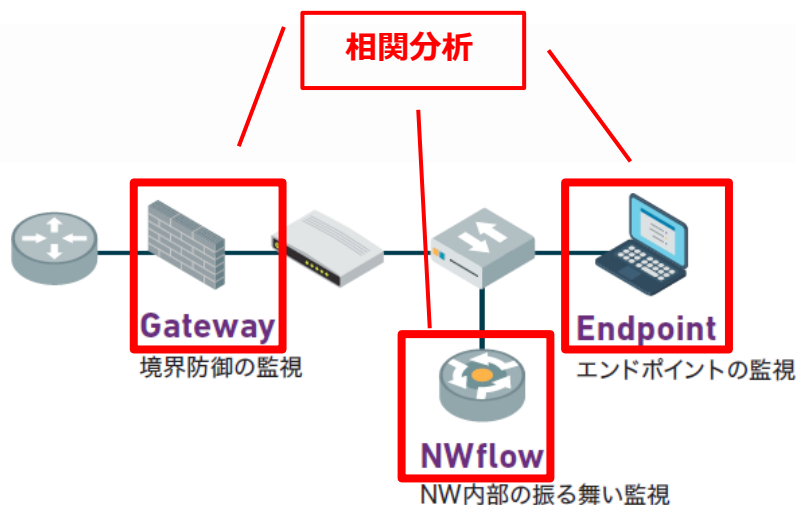 相関分析
Gateway
境界防御の監視
Endpoint
エンドポイントの監視
NWflow
NW内部の振る舞い監視